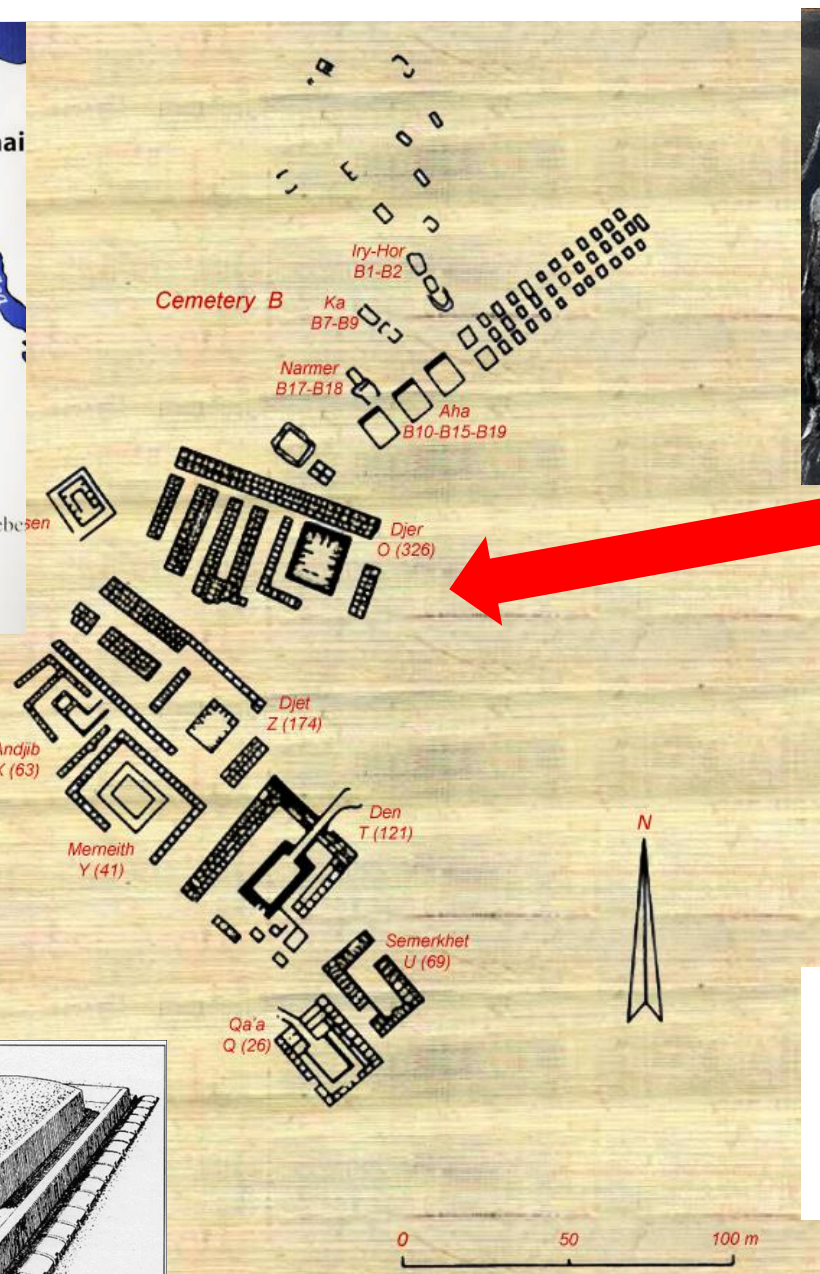 Iry-Hor
B1-B2
Cemetery B
Ka
B7-B9
Narmer
B17-B18
Aha
B10-B15-B19
Djer
O (326)
Djet
Z (174)
Andjib
(63)
Merneith
Y (41)
Den
T (121)
N
Semerkhet
U (69)
Qa'a
Q (26)
0 50 100 m